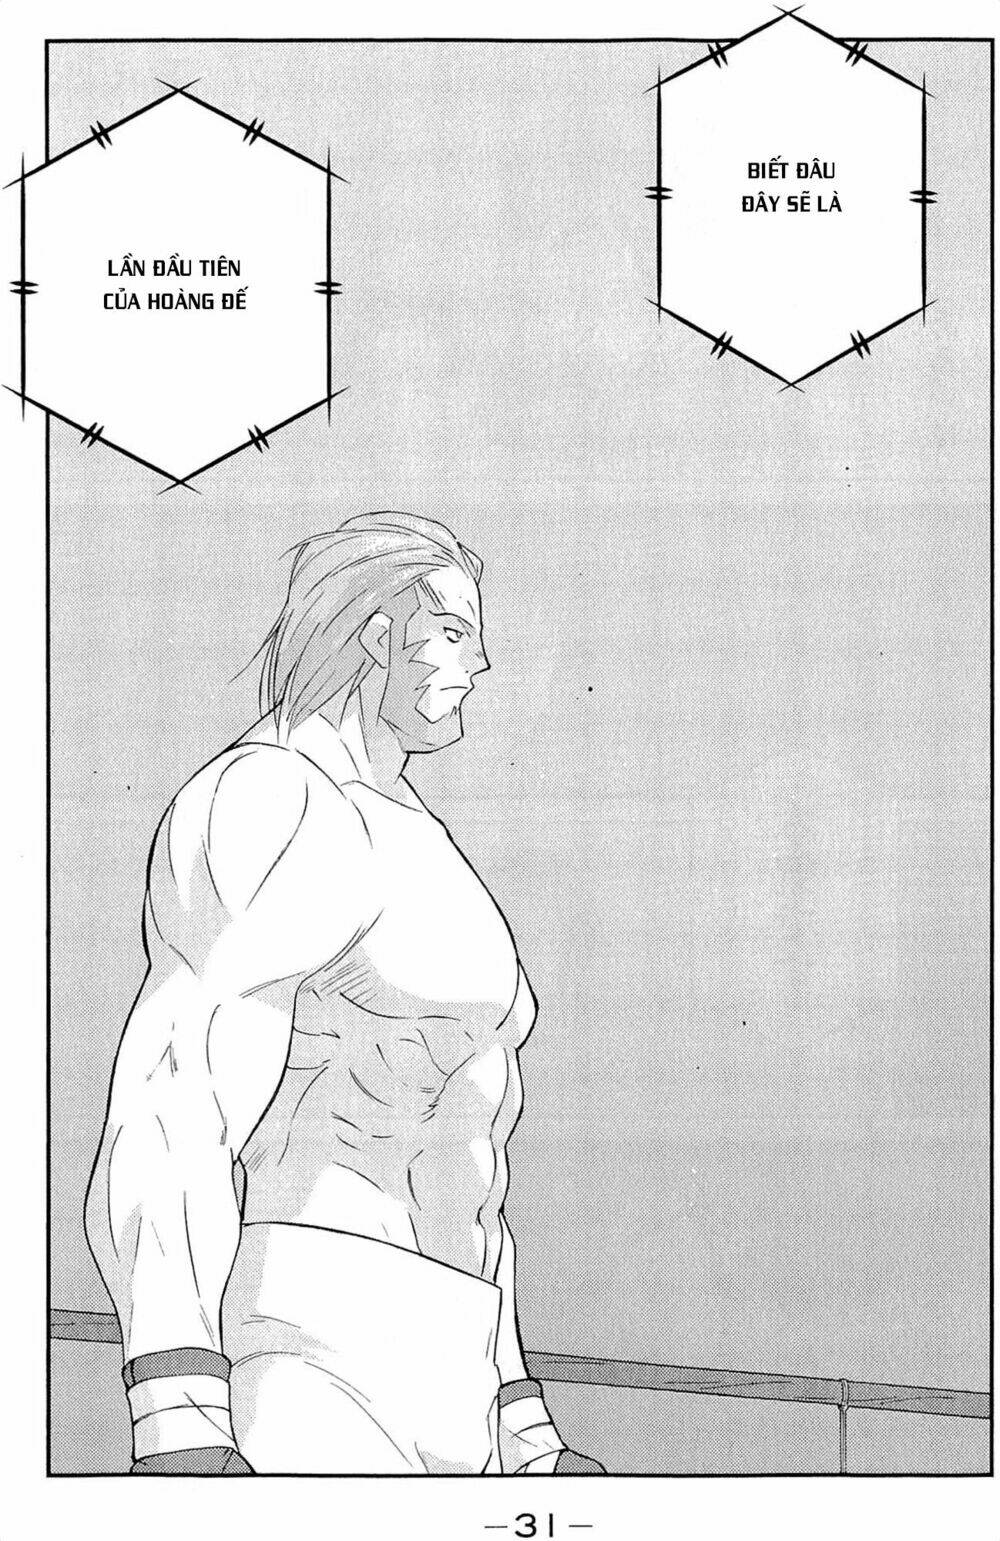 BIẾT ĐÂU
ĐÂY SẼ LÀ
LẦN ĐẦU TIÊN
CỦA HOÀNG ĐẾ
—31—